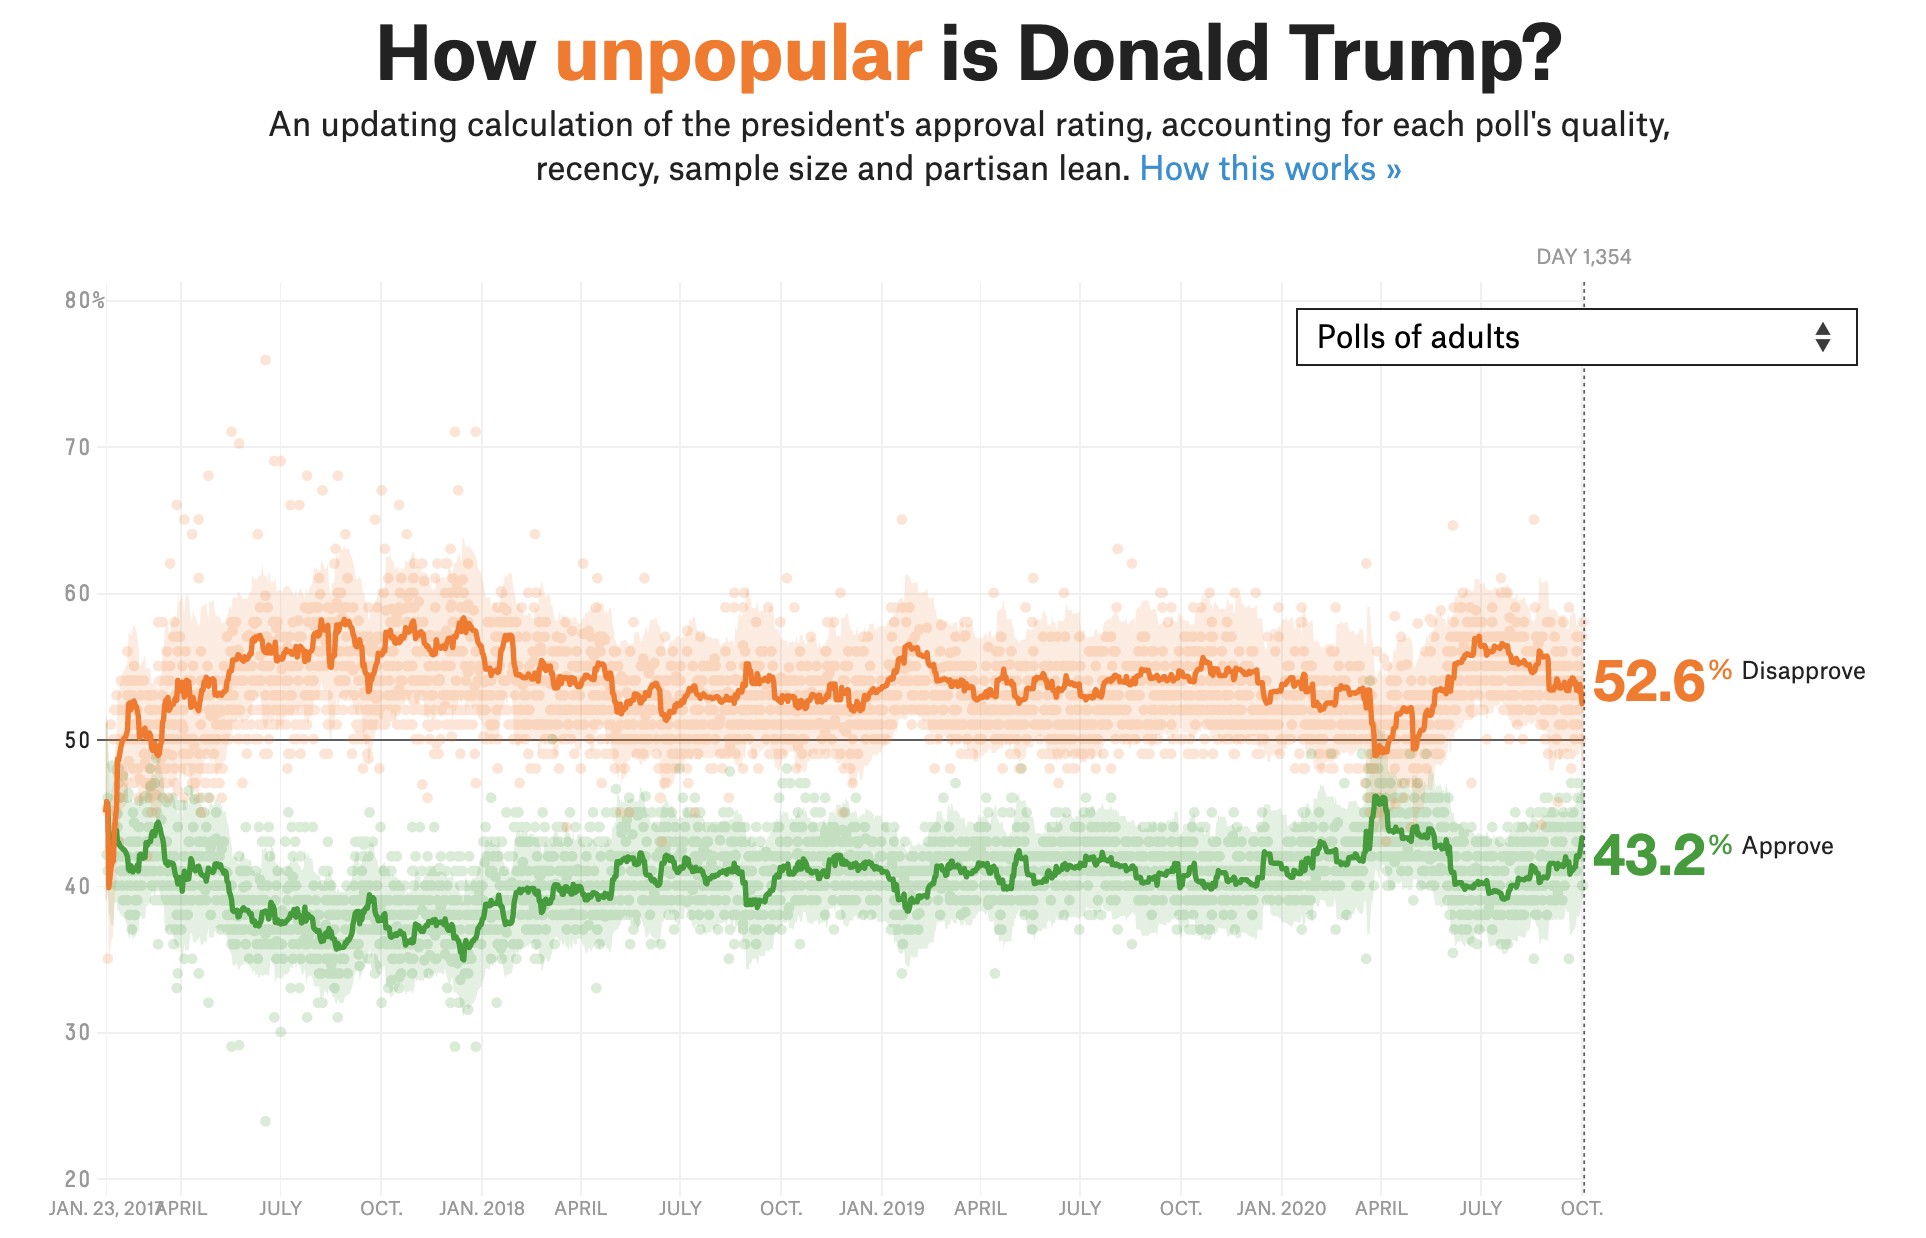 How unpopular is Donald Trump?
An updating calculation of the president's approval rating, accounting for each poll's quality,
recency, sample size and partisan lean. How this works »
DAY 1,354
80%
Polls of adults
70
60
52.6% Disapprove
50
43.2% Approve
40
30
20
JAN. 23, 2017 APRIL JULY OCT. JAN. 2018 APRIL JULY OCT. JAN. 2019 APRIL JULY OCT. JAN. 2020 APRIL JULY OCT.